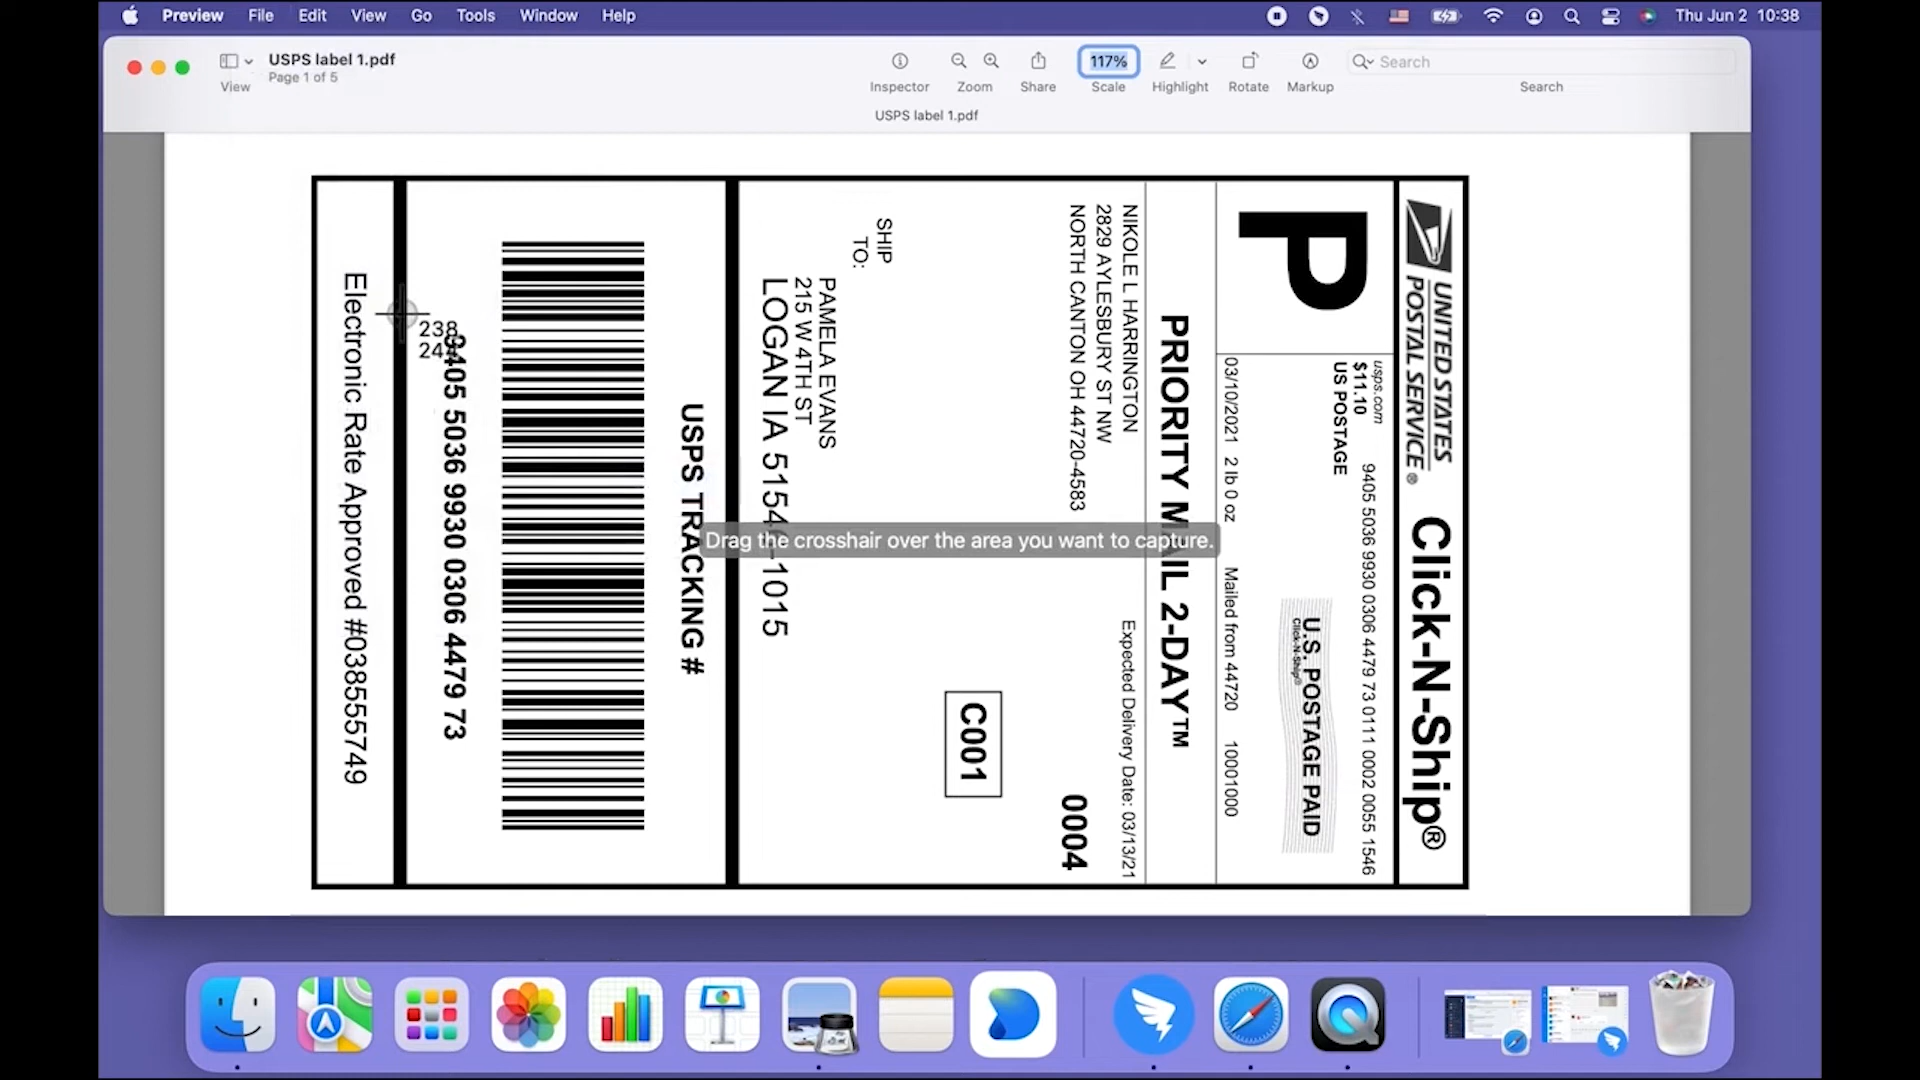 Preview File Edit View Go Tools Window Help
Thu Jun 2 10:38
USPS label 1.pdf
Page 1 of 5
View
Inspector
Zoom
Share
117%
Scale
Highlight
Rotate
Markup
Search
Search
USPS label 1.pdf
UNITED STATES
POSTAL SERVICE®
Click-N-Ship®
P
usps.com
$11.10
US POSTAGE
9405 5036 9930 0306 4479 73 0111 0002 0055 1546
U.S. POSTAGE PAID
Click-N-Ship®
03/10/2021 2 lb 0 oz Mailed from 44720 10001000
PRIORITY MAIL 2-DAY™
NIKOLE L HARRINGTON
2829 AYLESBURY ST NW
NORTH CANTON OH 44720-4583
Expected Delivery Date: 03/13/21
0004
C001
SHIP
TO:
PAMELA EVANS
215 W 4TH ST
LOGAN IA 51546-1015
USPS TRACKING #
9405 5036 9930 0306 4479 73
Electronic Rate Approved #038555749
238
244
Drag the crosshair over the area you want to capture.